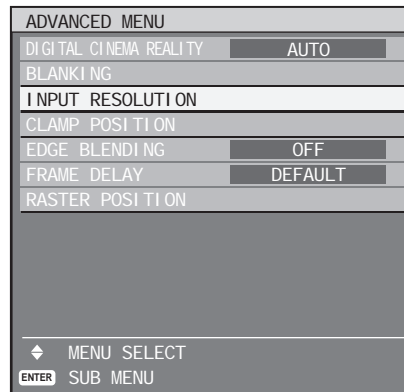 ADVANCED MENU
DIGITAL CINEMA REALITY AUTO
BLANKING
INPUT RESOLUTION
CLAMP POSITION
EDGE BLENDING OFF
FRAME DELAY DEFAULT
RASTER POSITION
MENU SELECT
ENTER SUB MENU